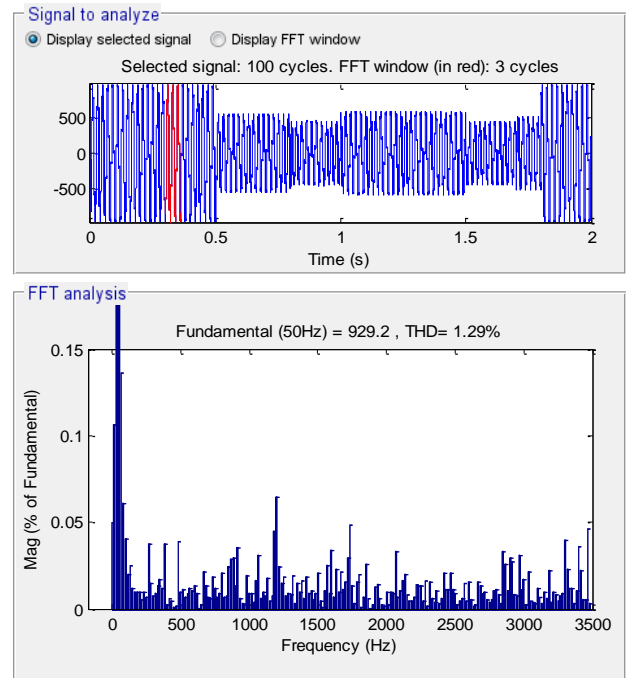 Signal to analyze
Display selected signal Display FFT window
Selected signal: 100 cycles. FFT window (in red): 3 cycles
500
0
-500
0 0.5 1 1.5 2
Time (s)
FFT analysis
Fundamental (50Hz) = 929.2 , THD= 1.29%
0.15
0.1
0.05
0
Mag (% of Fundamental)
0 500 1000 1500 2000 2500 3000 3500
Frequency (Hz)